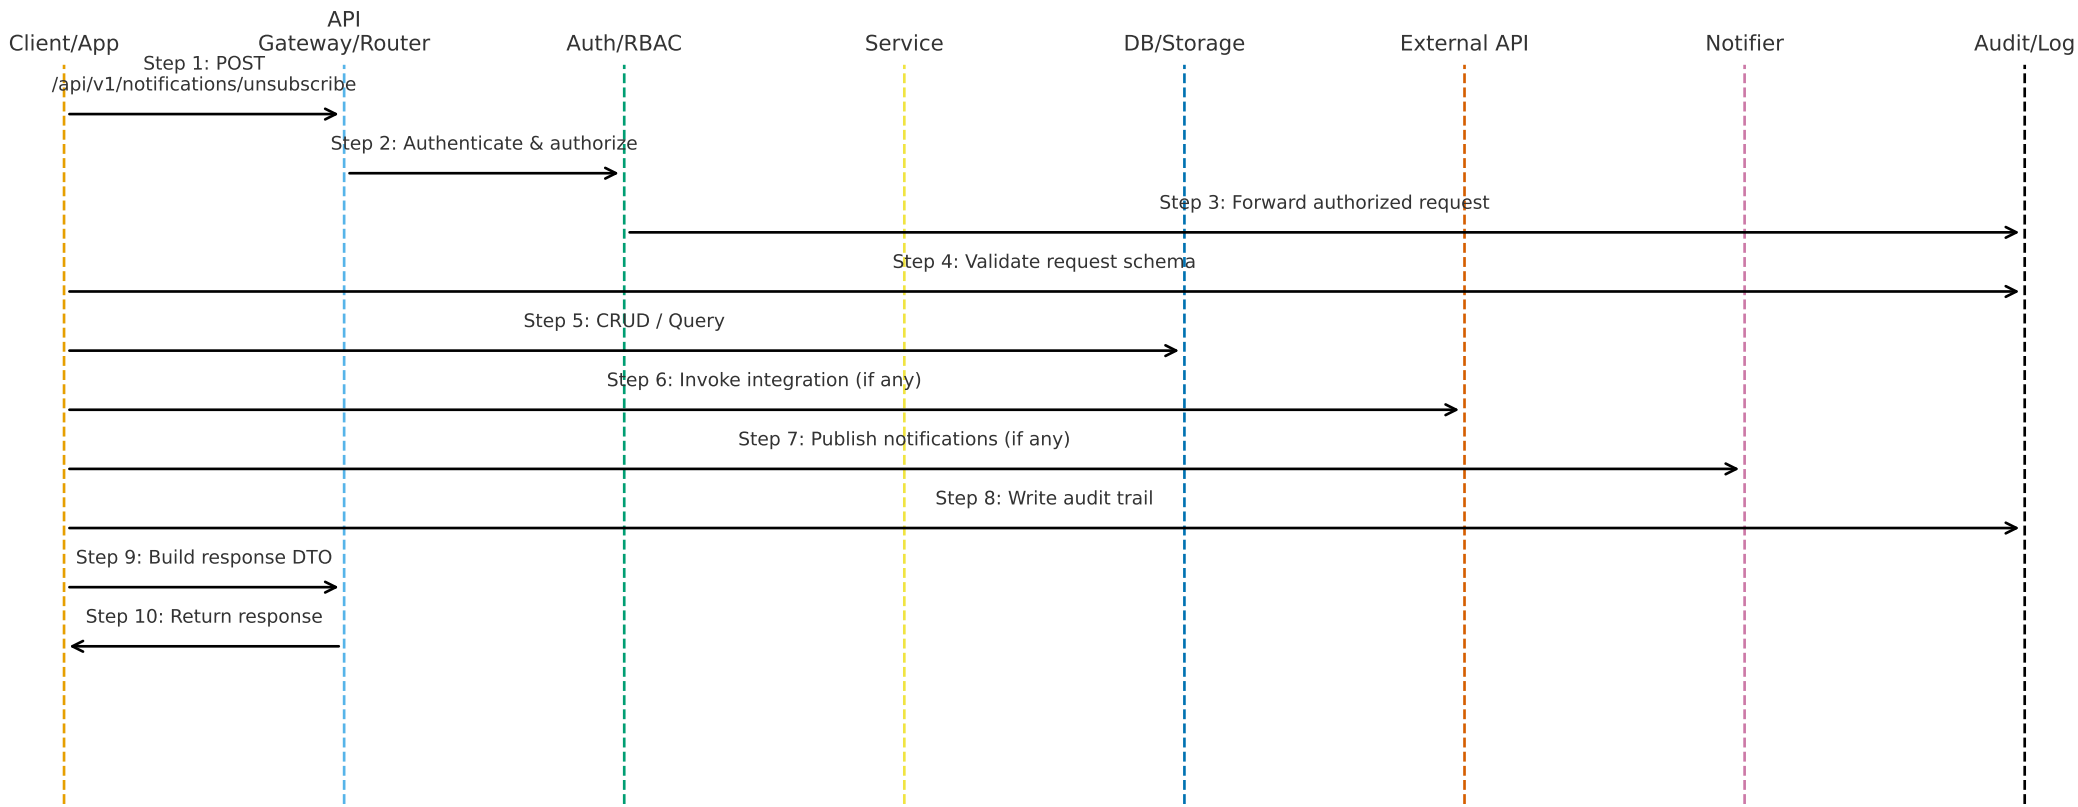 API
Client/App Gateway/Router Auth/RBAC Service DB/Storage External API Notifier Audit/Log
Step 1: POST
/api/v1/notifications/unsubscribe
Step 2: Authenticate & authorize
Step 3: Forward authorized request
Step 4: Validate request schema
Step 5: CRUD / Query
Step 6: Invoke integration (if any)
Step 7: Publish notifications (if any)
Step 8: Write audit trail
Step 9: Build response DTO
Step 10: Return response